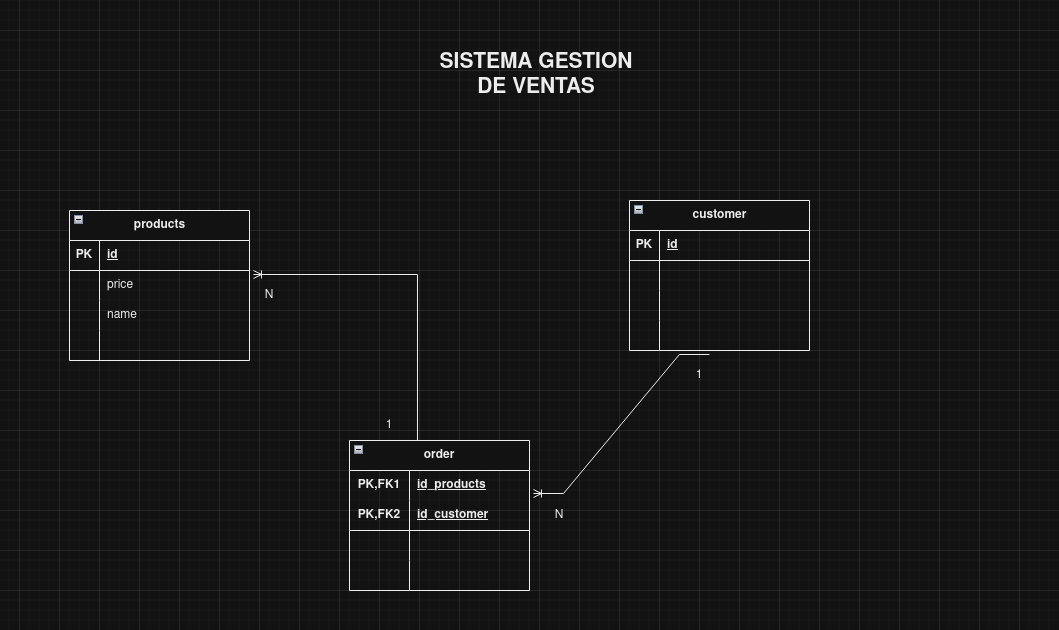 SISTEMA GESTION
DE VENTAS
products
PK id
price
name
N
customer
PK id
1
1
order
PK,FK1 id_products
PK,FK2 id_customer
N